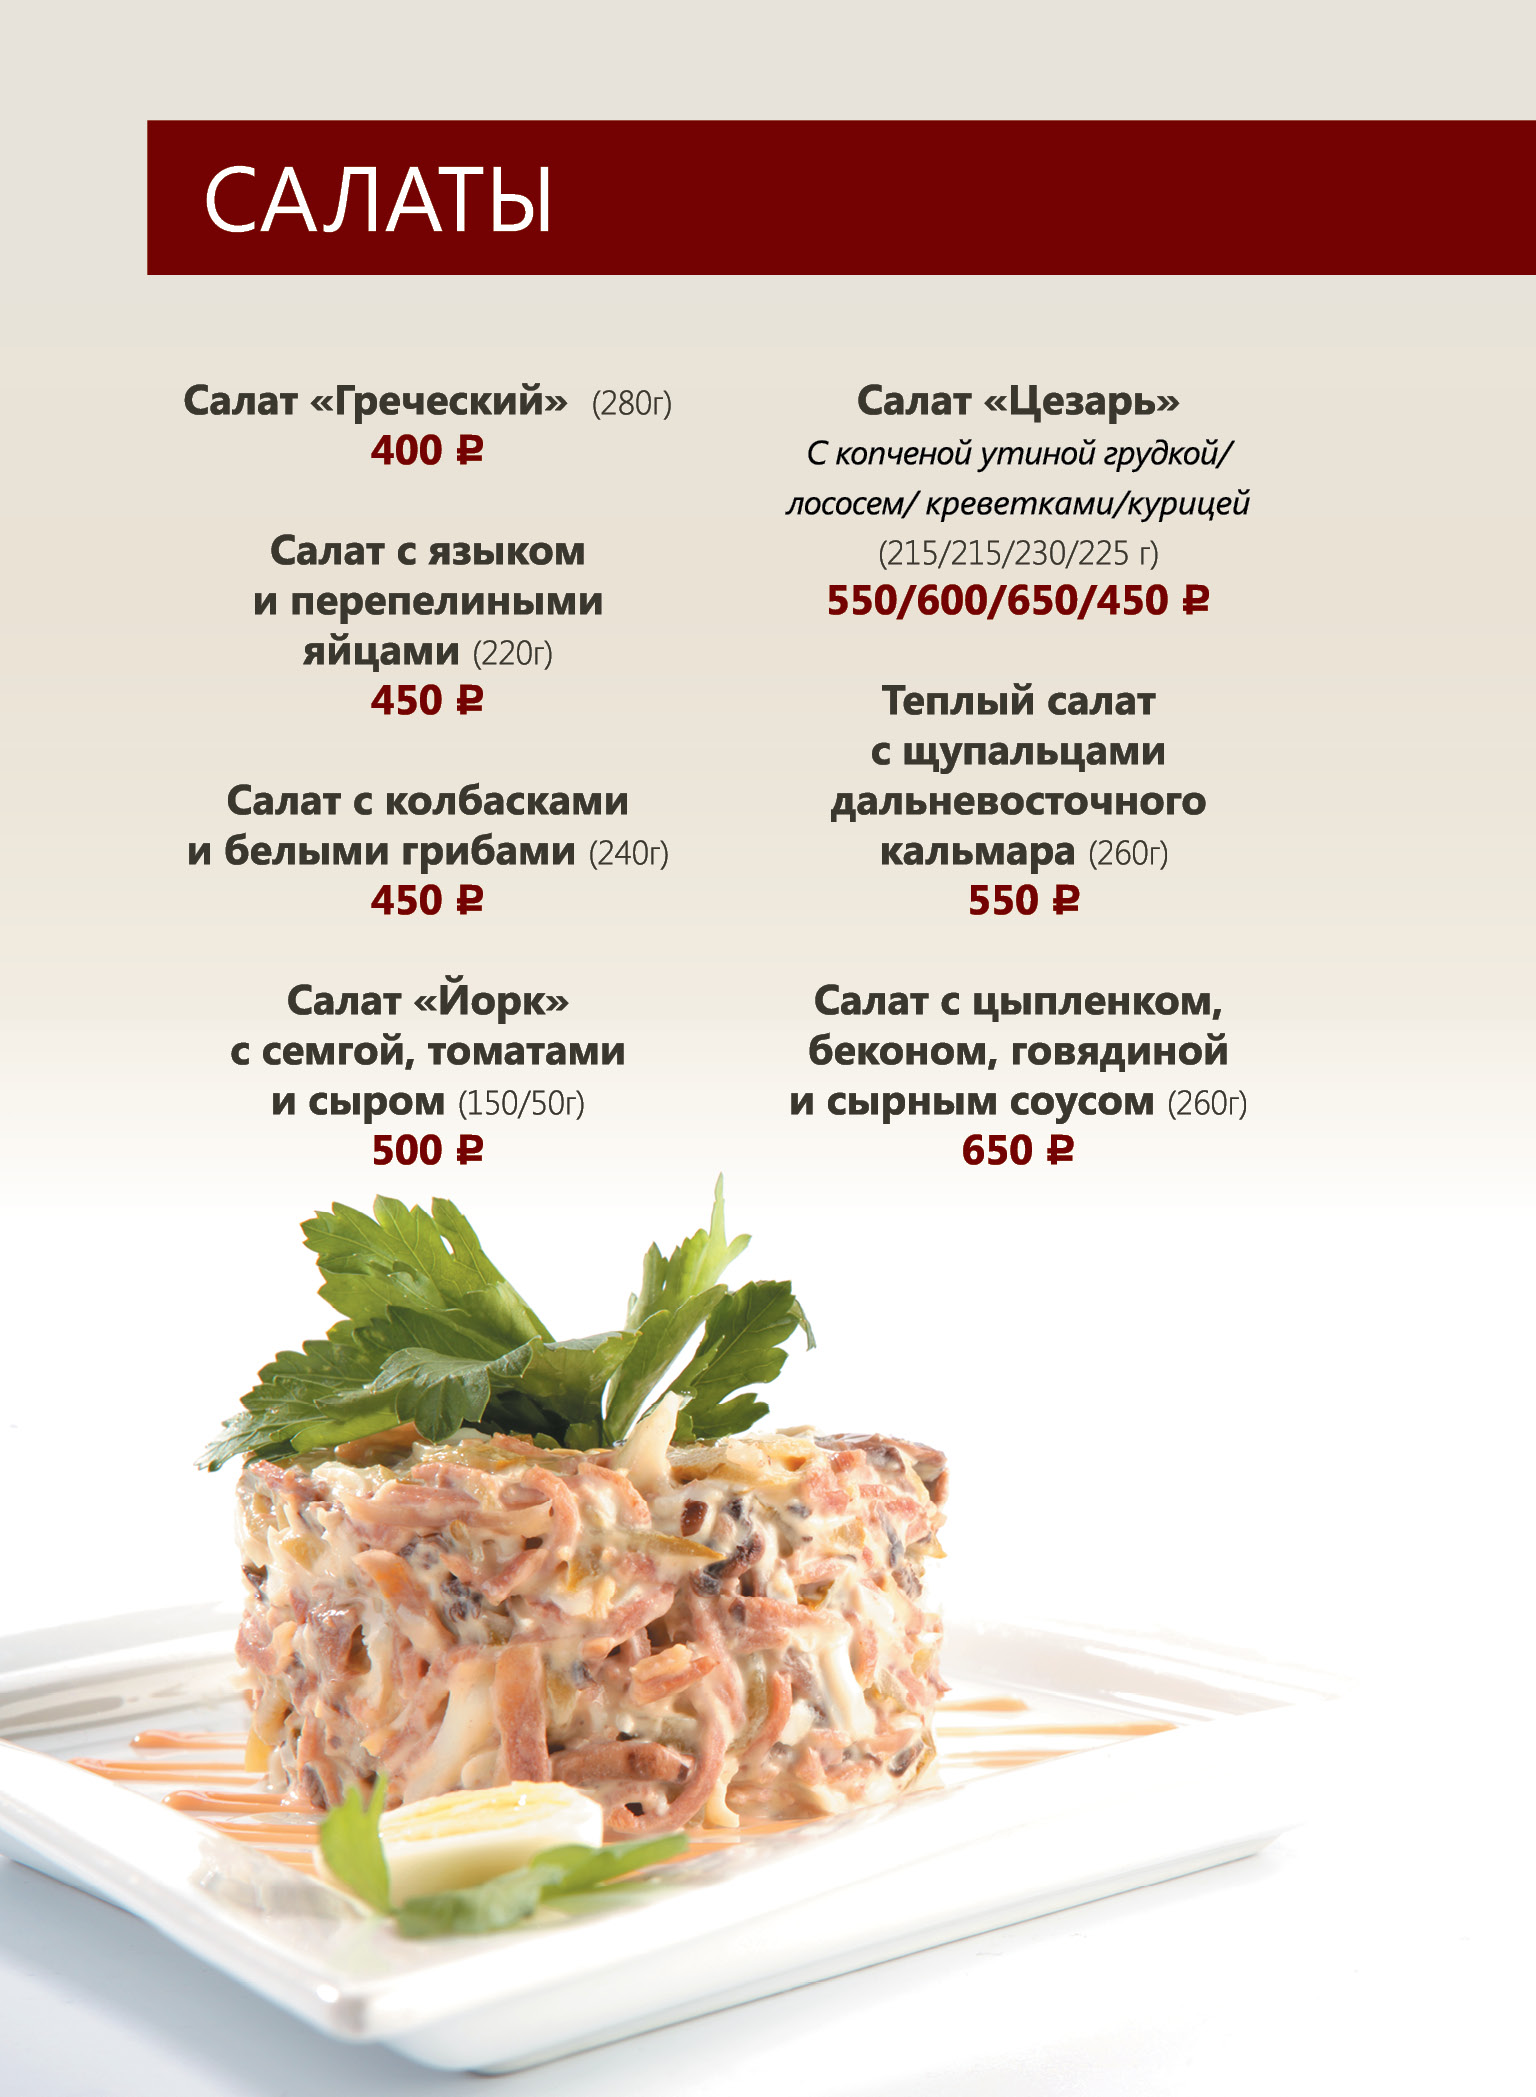 САЛАТЫ
Салат «Греческий» (280г)
400 ₽
Салат с языком
и перепелиными
яйцами (220г)
450 ₽
Салат с колбасками
и белыми грибами (240г)
450 ₽
Салат «Йорк»
с семгой, томатами
и сыром (150/50г)
500 ₽
Салат «Цезарь»
С копченой утиной грудкой/
лососем/ креветками/курицей
(215/215/230/225 г)
550/600/650/450 ₽
Теплый салат
с щупальцами
дальневосточного
кальмара (260г)
550 ₽
Салат с цыпленком,
беконом, говядиной
и сырным соусом (260г)
650 ₽